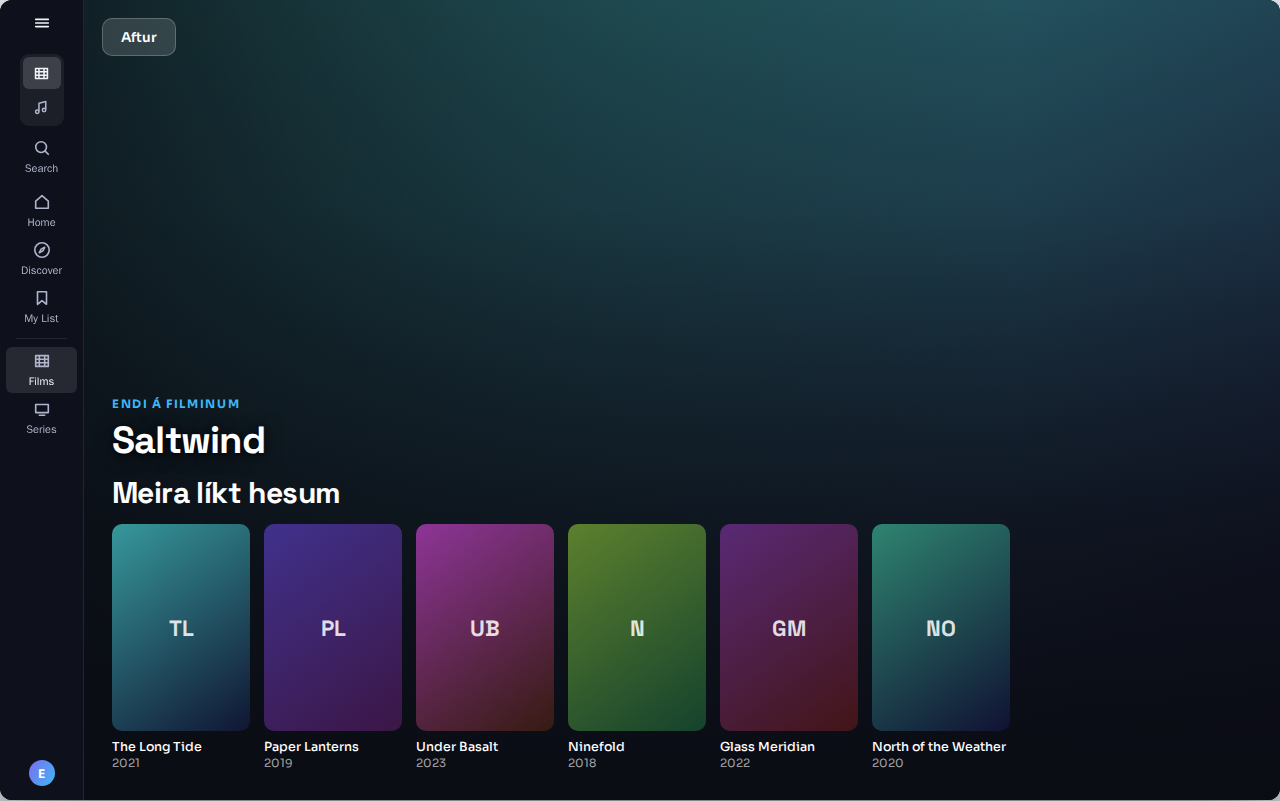 Aftur
Search
Home
Discover
My List
Films
Series
E
ENDI Á FILMINUM
Saltwind
Meira líkt hesum
TL
PL
UB
N
GM
NO
The Long Tide
2021
Paper Lanterns
2019
Under Basalt
2023
Ninefold
2018
Glass Meridian
2022
North of the Weather
2020